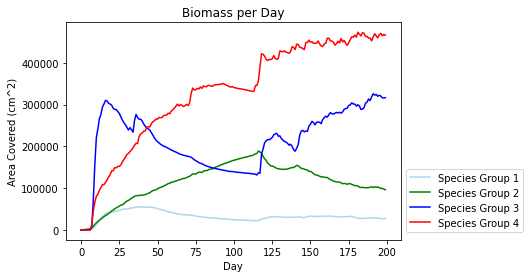 Biomass per Day
Area Covered (cm^2)
400000
300000
200000
100000
0
0 25 50 75 100 125 150 175 200
Day
Species Group 1
Species Group 2
Species Group 3
Species Group 4